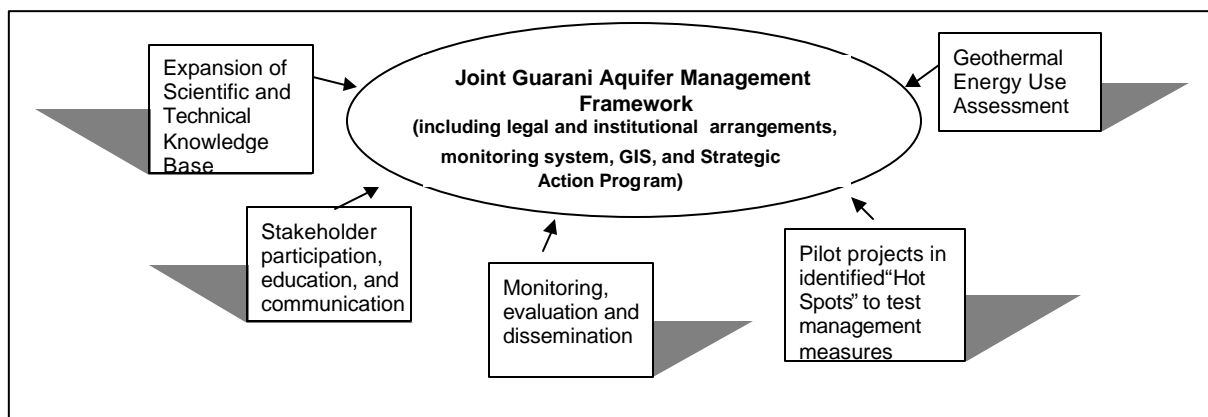 Expansion of
Scientific and
Technical
Knowledge
Base
Joint Guarani Aquifer Management
Framework
(including legal and institutional arrangements,
monitoring system, GIS, and Strategic
Action Program)
Geothermal
Energy Use
Assessment
Stakeholder
participation,
education, and
communication
Monitoring,
evaluation and
dissemination
Pilot projects in
identified“Hot
Spots” to test
management
measures